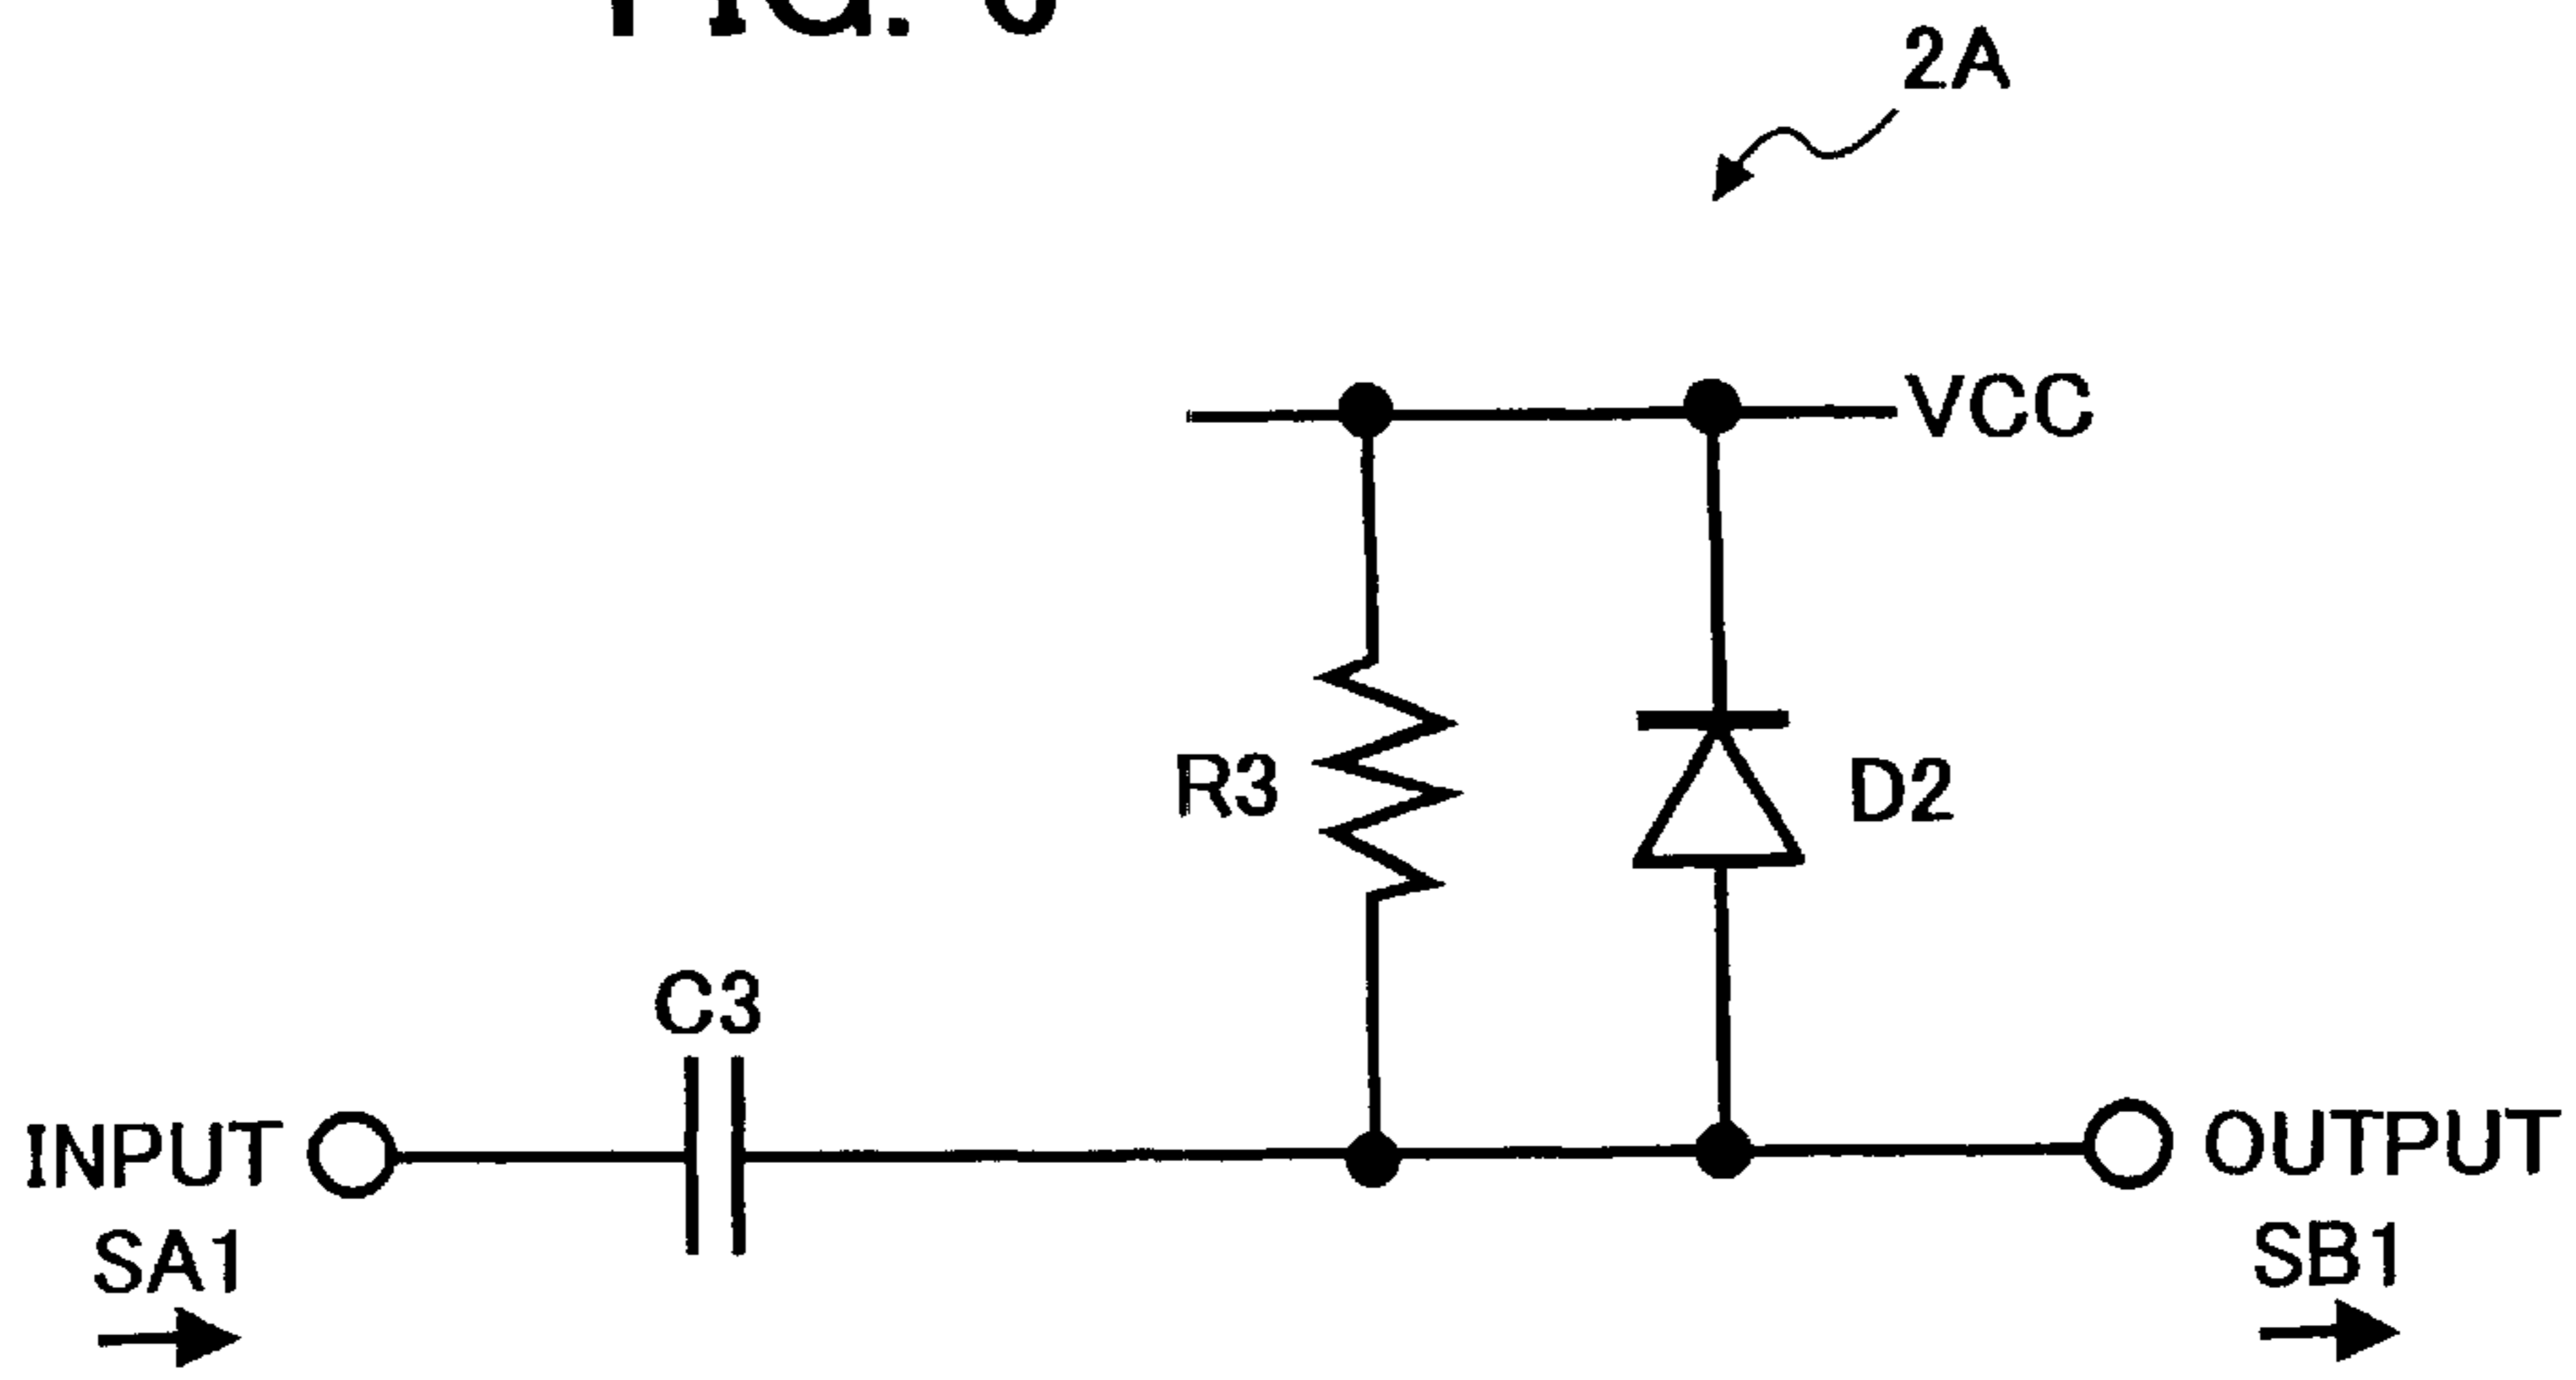 2A
VCC
R3
D2
C3
INPUT
OUTPUT
SA1
SB1